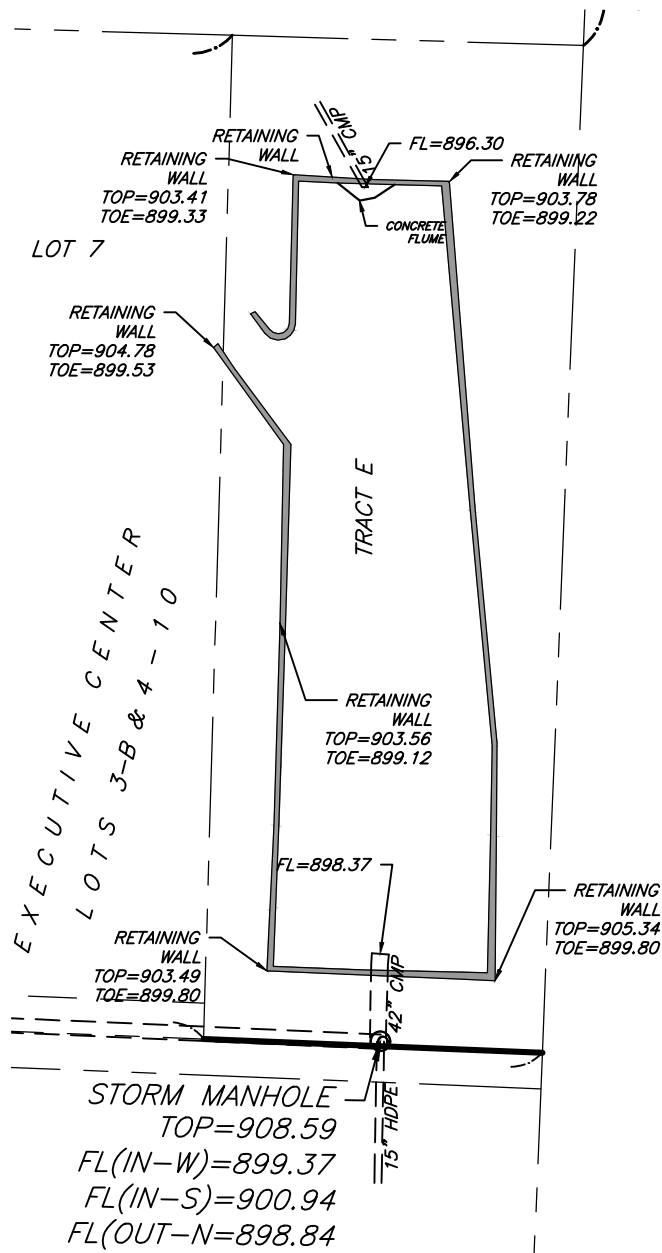 15" CMP
RETAINING
WALL
FL=896.30
RETAINING
WALL
TOP=903.41
TOE=899.33
RETAINING
WALL
TOP=903.78
TOE=899.22
CONCRETE
FLUME
LOT 7
RETAINING
WALL
TOP=904.78
TOE=899.53
TRACT E
EXECUTIVE CENTER
LOTS 3-B & 4-10
RETAINING
WALL
TOP=903.56
TOE=899.12
FL=898.37
RETAINING
WALL
TOP=905.34
TOE=899.80
RETAINING
WALL
TOP=903.49
TOE=899.80
42" CMP
15" HDPE
STORM MANHOLE
TOP=908.59
FL(IN-W)=899.37
FL(IN-S)=900.94
FL(OUT-N=898.84